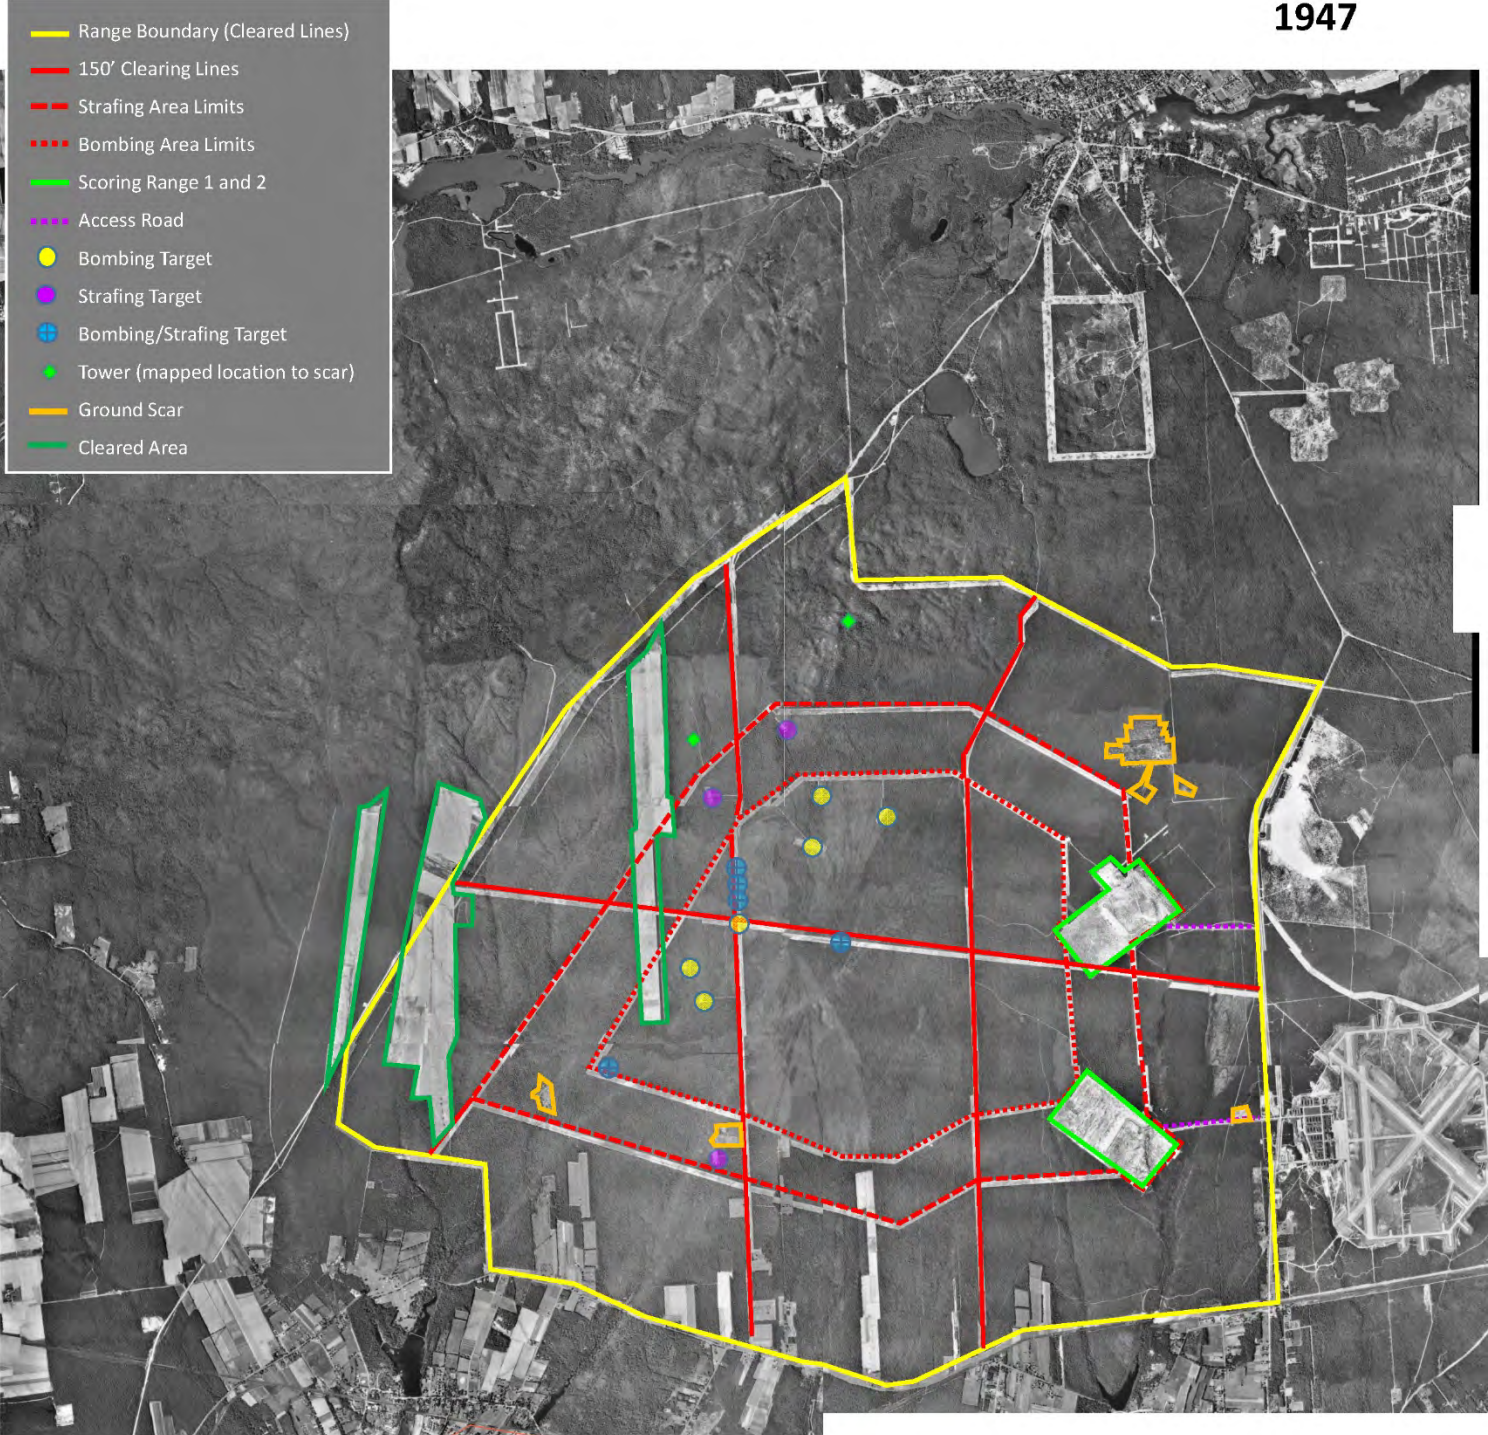 1947
Range Boundary (Cleared Lines)
150’ Clearing Lines
Strafing Area Limits
Bombing Area Limits
Scoring Range 1 and 2
Access Road
Bombing Target
Strafing Target
Bombing/Strafing Target
Tower (mapped location to scar)
Ground Scar
Cleared Area